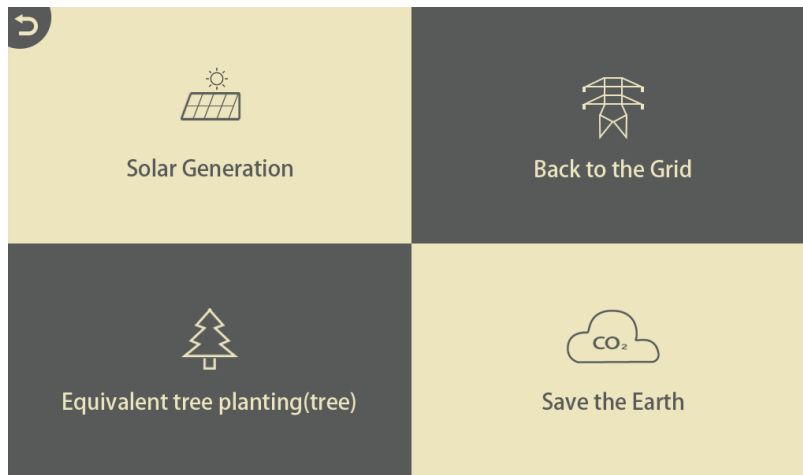 Solar Generation
Back to the Grid
Equivalent tree planting(tree)
CO₂
Save the Earth